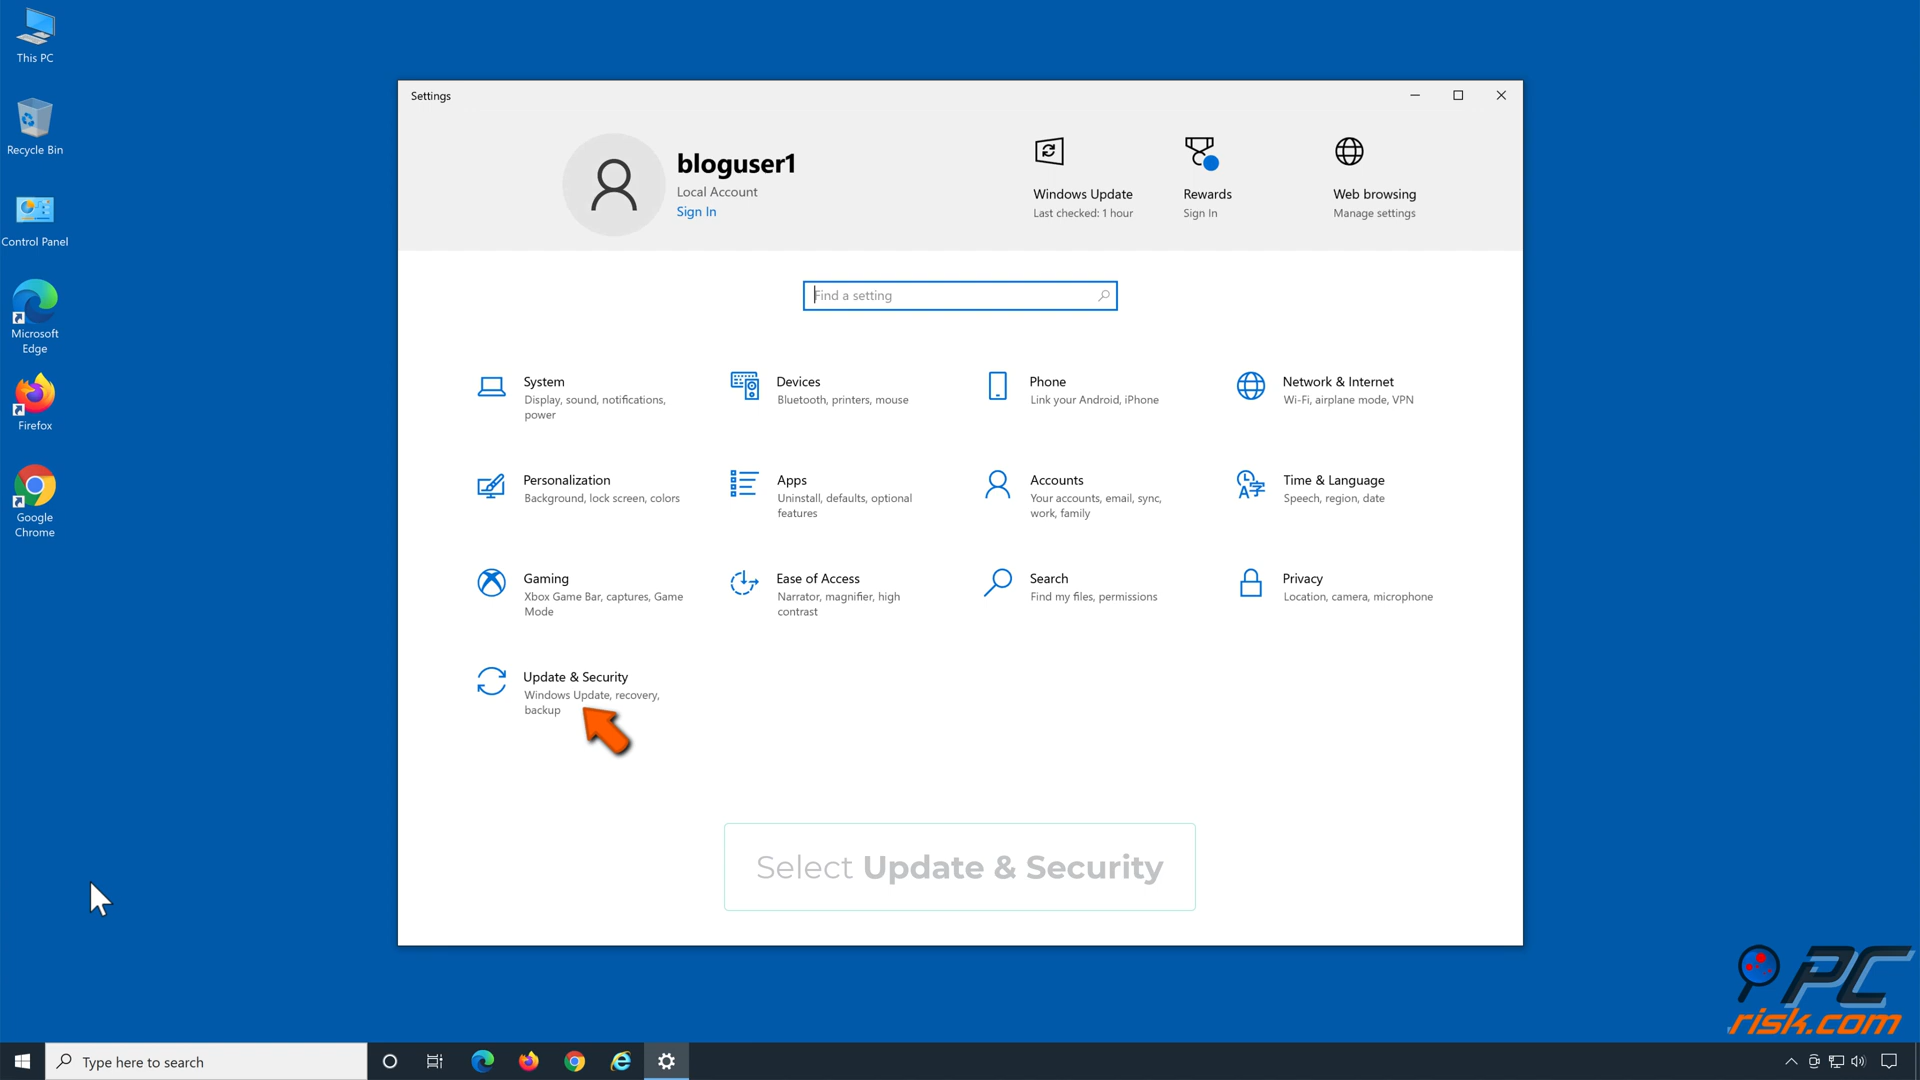 This PC
Recycle Bin
Control Panel
Microsoft
Edge
Firefox
Google
Chrome
Settings
bloguser1
Local Account
Sign In
Windows Update
Last checked: 1 hour
Rewards
Sign In
Web browsing
Manage settings
Find a setting
System
Display, sound, notifications,
power
Devices
Bluetooth, printers, mouse
Phone
Link your Android, iPhone
Network & Internet
Wi-Fi, airplane mode, VPN
Personalization
Background, lock screen, colors
Apps
Uninstall, defaults, optional
features
Accounts
Your accounts, email, sync,
work, family
Time & Language
Speech, region, date
Gaming
Xbox Game Bar, captures, Game
Mode
Ease of Access
Narrator, magnifier, high
contrast
Search
Find my files, permissions
Privacy
Location, camera, microphone
Update & Security
Windows Update, recovery,
backup
Select Update & Security
PC
risk.com
Type here to search